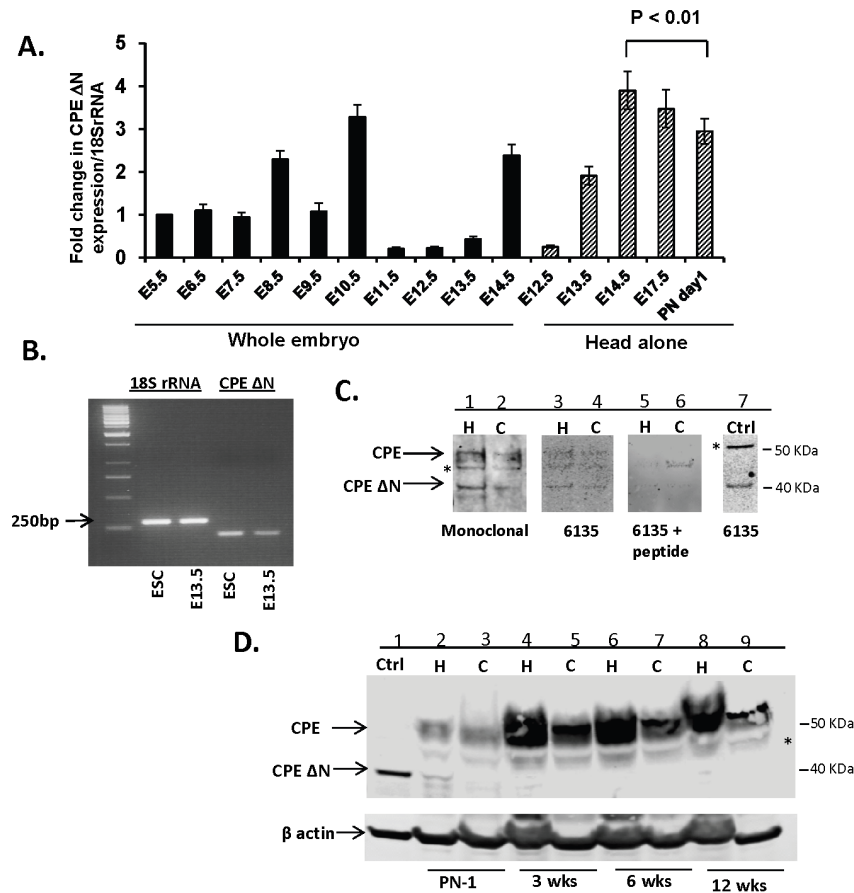 A.
P < 0.01
Fold change in CPE ΔN
expression/18SrRNA
5
4
3
2
1
0
E5.5 E6.5 E7.5 E8.5 E9.5 E10.5 E11.5 E12.5 E13.5 E14.5 E12.5 E13.5 E14.5 E17.5 PN day1
Whole embryo Head alone
B.
18S rRNA CPE ΔN
250bp
ESC E13.5 ESC E13.5
C.
1 2 3 4 5 6 7
H C H C H C Ctrl
CPE
*
CPE ΔN
*
50 KDa
40 KDa
Monoclonal 6135 6135 +
peptide 6135
D.
1 2 3 4 5 6 7 8 9
Ctrl H C H C H C H C
CPE
50 KDa
*
CPE ΔN
40 KDa
β actin
PN-1 3 wks 6 wks 12 wks